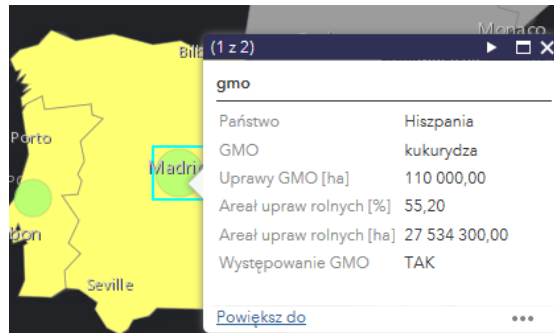 Monaco
Bilb
(1 z 2)
gmo
Państwo Hiszpania
GMO kukurydza
Uprawy GMO [ha] 110 000,00
Areał upraw rolnych [%] 55,20
Areał upraw rolnych [ha] 27 534 300,00
Występowanie GMO TAK
Porto
Madri
bon
Seville
Powiększ do